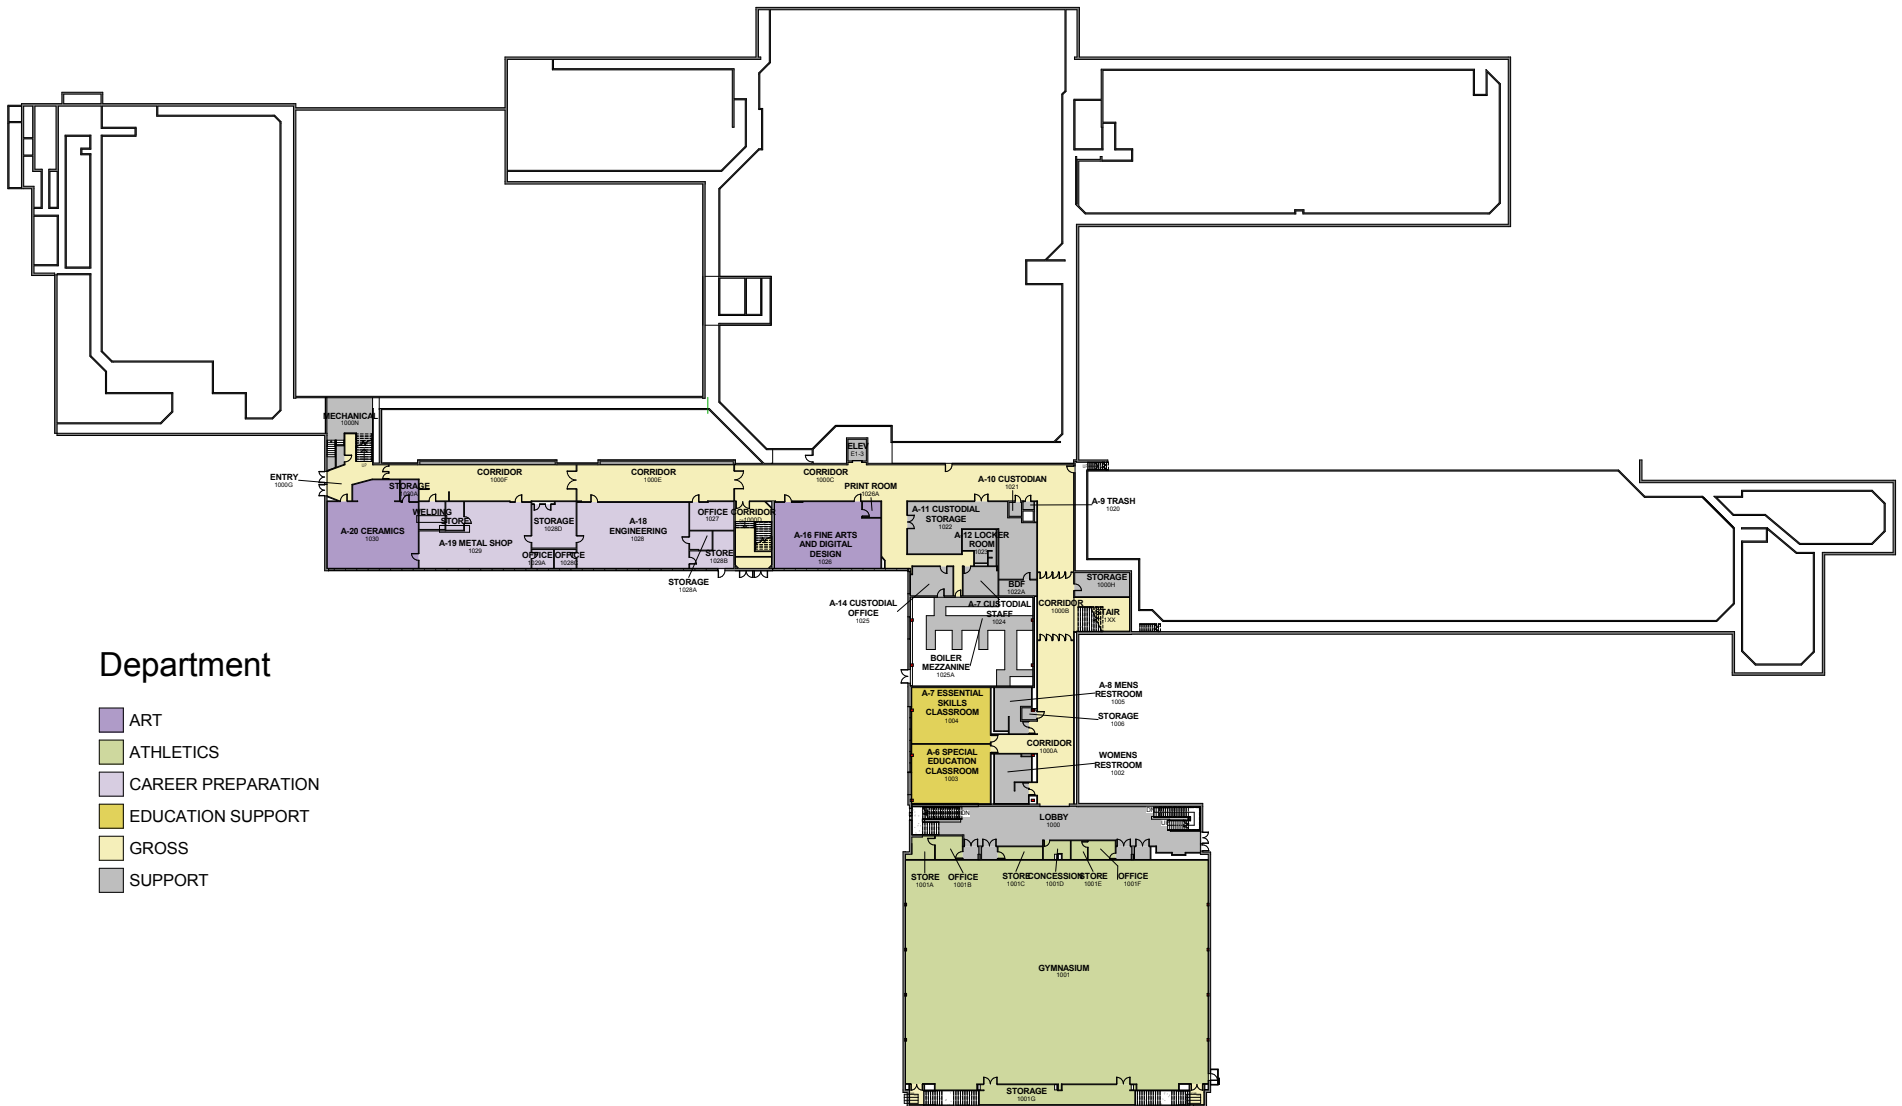 MECHANICAL
1000N
ELEV
E1-3
ENTRY
1000G
CORRIDOR
1000F
CORRIDOR
1000E
CORRIDOR
1000C
A-10 CUSTODIAN
1021
STORAGE
1030A
PRINT ROOM
1026A
A-9 TRASH
1020
WELDING
STORE
A-20 CERAMICS
1030
A-19 METAL SHOP
1029
STORAGE
1028D
A-18
ENGINEERING
1028
OFFICE
1027
CORRIDOR
1000D
A-16 FINE ARTS
AND DIGITAL
DESIGN
1026
A-11 CUSTODIAL
STORAGE
1022
A-12 LOCKER
ROOM
1023
OFFICE
1029A
OFFICE
1028C
STORE
1028B
STORAGE
1028A
BDF
1022A
STORAGE
1000H
A-14 CUSTODIAL
OFFICE
1025
A-7 CUSTODIAL
STAFF
1024
CORRIDOR
1000B
STAIR
1XX
BOILER
MEZZANINE
1025A
Department
ART
ATHLETICS
CAREER PREPARATION
EDUCATION SUPPORT
GROSS
SUPPORT
A-7 ESSENTIAL
SKILLS
CLASSROOM
1004
A-8 MENS
RESTROOM
1005
STORAGE
1006
A-6 SPECIAL
EDUCATION
CLASSROOM
1003
CORRIDOR
1000A
WOMENS
RESTROOM
1002
LOBBY
1000
STORE
1001A
OFFICE
1001B
STORE
1001C
CONCESSION
1001D
STORE
1001E
OFFICE
1001F
GYMNASIUM
1001
STORAGE
1001G